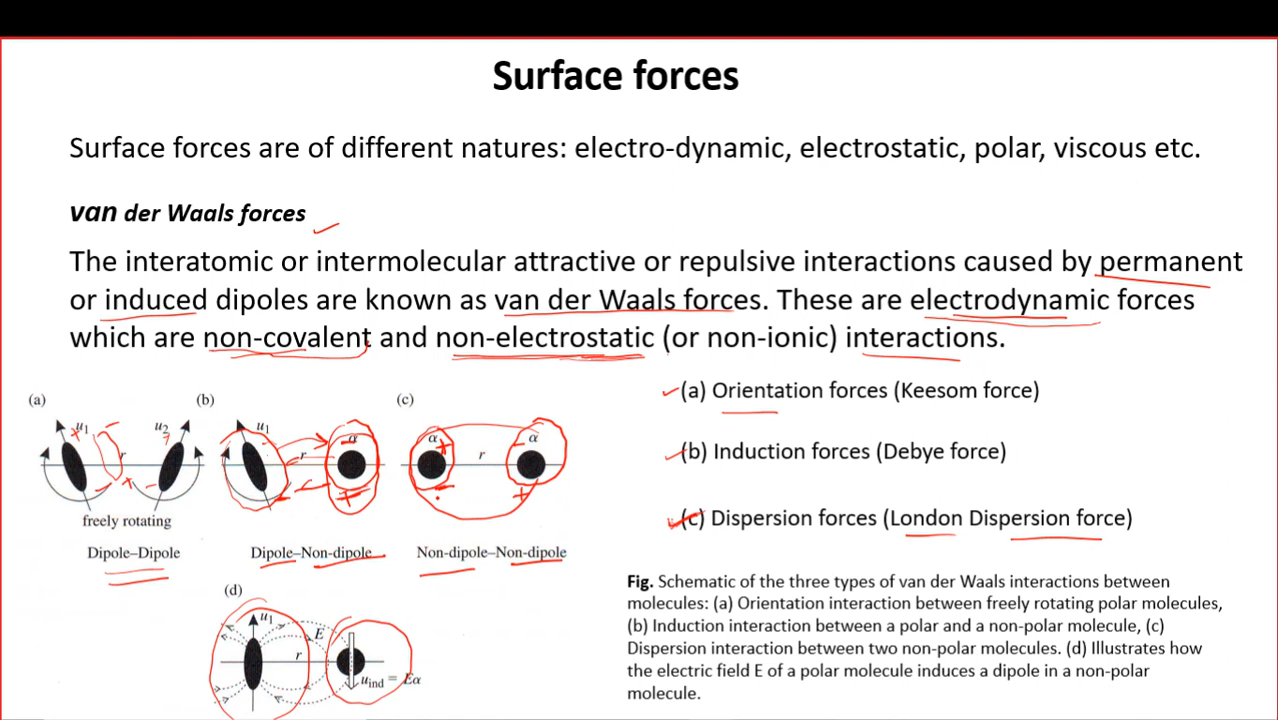 Surface forces
Surface forces are of different natures: electro-dynamic, electrostatic, polar, viscous etc.
van der Waals forces
The interatomic or intermolecular attractive or repulsive interactions caused by permanent
or induced dipoles are known as van der Waals forces. These are electrodynamic forces
which are non-covalent and non-electrostatic (or non-ionic) interactions.
(a)
u1
u2
r
freely rotating
Dipole–Dipole
(b)
u1
r
α
Dipole–Non-dipole
(c)
α
r
α
Non-dipole–Non-dipole
(d)
u1
E
r
uind = Eα
(a) Orientation forces (Keesom force)
(b) Induction forces (Debye force)
(c) Dispersion forces (London Dispersion force)
Fig. Schematic of the three types of van der Waals interactions between
molecules: (a) Orientation interaction between freely rotating polar molecules,
(b) Induction interaction between a polar and a non-polar molecule, (c)
Dispersion interaction between two non-polar molecules. (d) Illustrates how
the electric field E of a polar molecule induces a dipole in a non-polar
molecule.